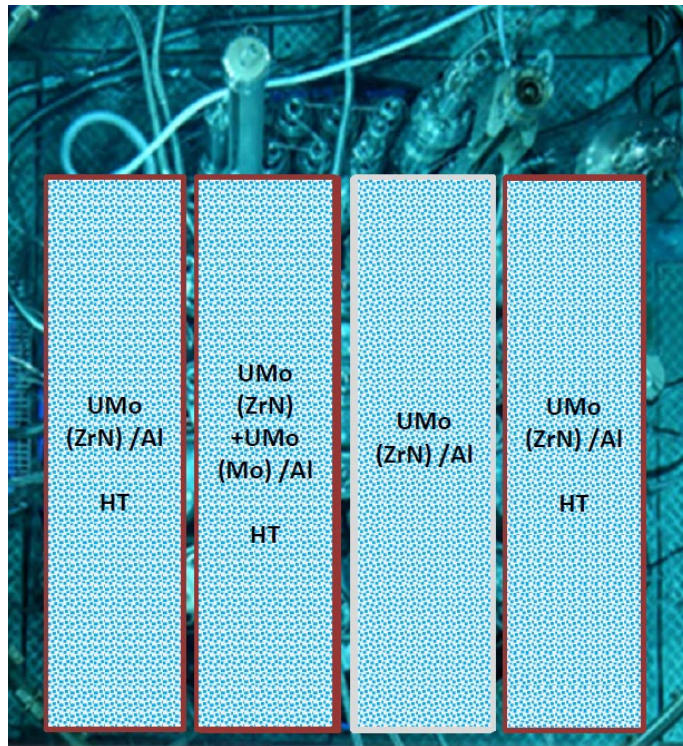 UMo
(ZrN) /Al
HT
UMo
(ZrN)
+UMo
(Mo) /Al
HT
UMo
(ZrN) /Al
UMo
(ZrN) /Al
HT